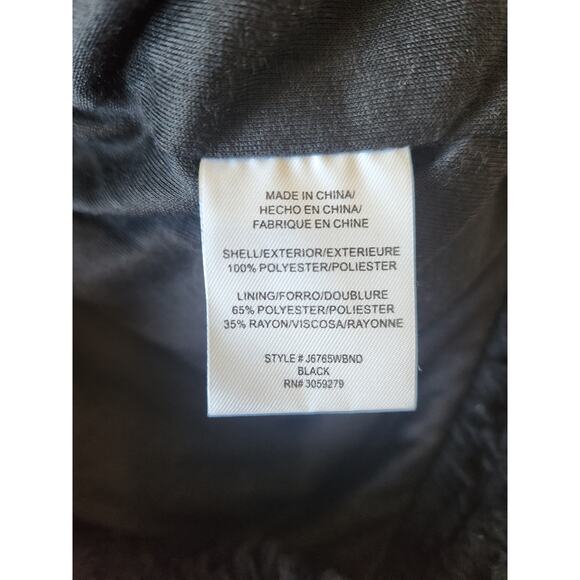 MADE IN CHINA/
HECHO EN CHINA/
FABRIQUE EN CHINE
SHELL/EXTERIOR/EXTERIEURE
100% POLYESTER/POLIESTER
LINING/FORRO/DOUBLURE
65% POLYESTER/POLIESTER
35% RAYON/VISCOSA/RAYONNE
STYLE # J6765WBND
BLACK
RN# 3059279